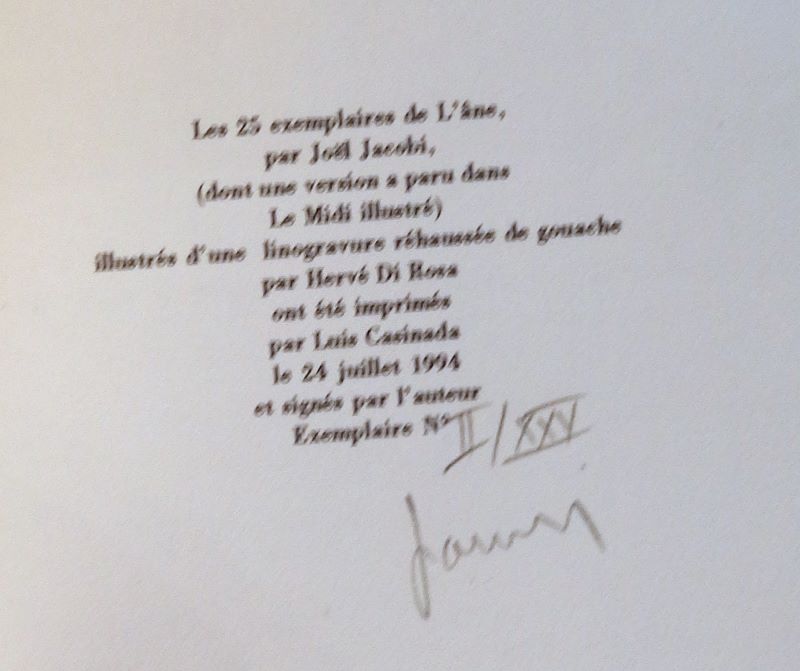 Les 25 exemplaires de L'âne,
par Joël Jacobi,
(dont une version a paru dans
Le Midi illustré)
illustrés d'une linogravure réhaussée de gouache
par Hervé Di Rosa
ont été imprimés
par Luis Casinada
le 24 juillet 1994
et signés par l'auteur
Exemplaire N° II/XXV